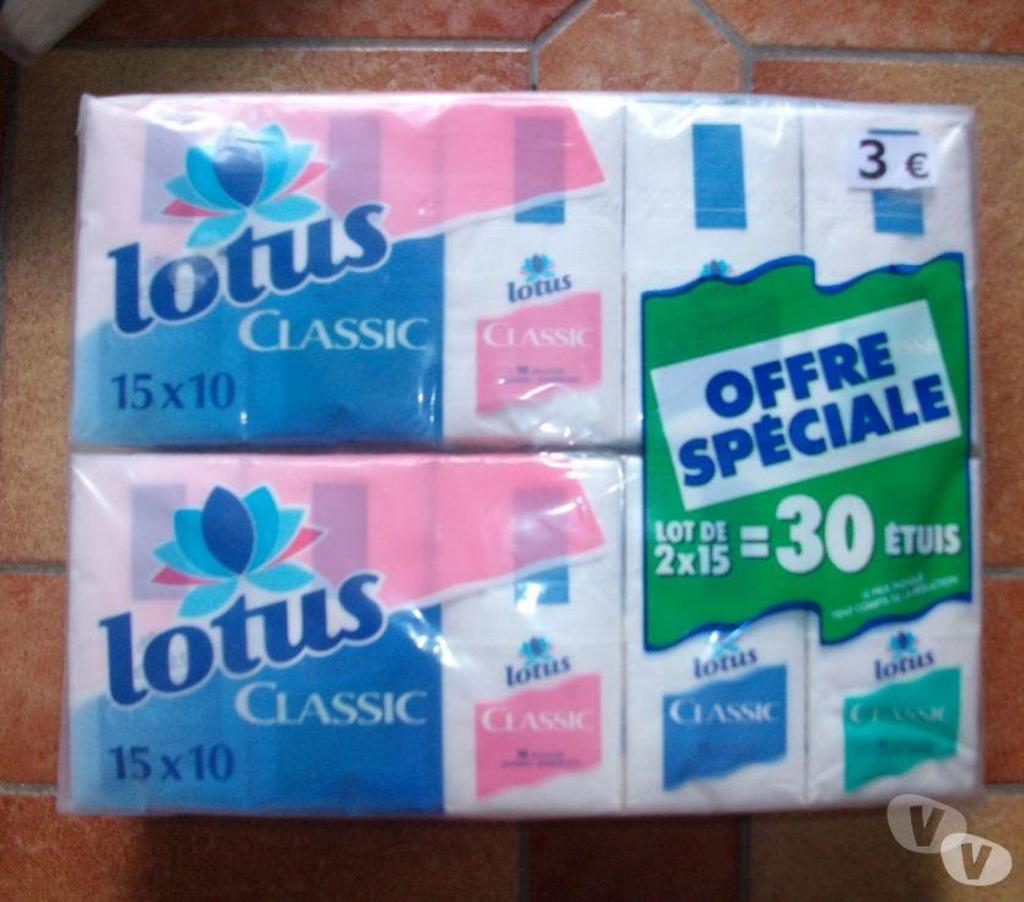 lotus
CLASSIC
15 x 10
lotus
CLASSIC
3 €
OFFRE
SPÉCIALE
LOT DE
2x15 = 30 ÉTUIS
lotus
CLASSIC
15 x 10
lotus
CLASSIC
lotus
CLASSIC
lotus
CLASSIC
V
V